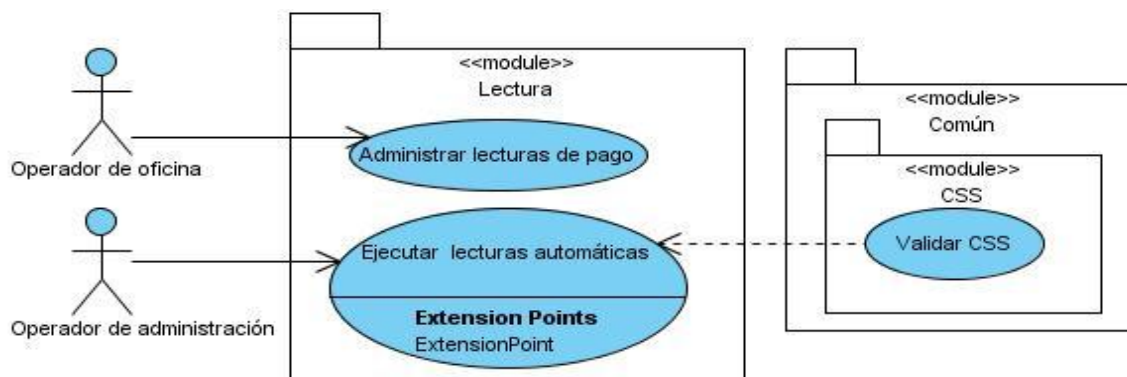 <<module>>
Lectura
Operador de oficina
Administrar lecturas de pago
Operador de administración
Ejecutar lecturas automáticas
Extension Points
ExtensionPoint
<<module>>
Común
<<module>>
CSS
Validar CSS